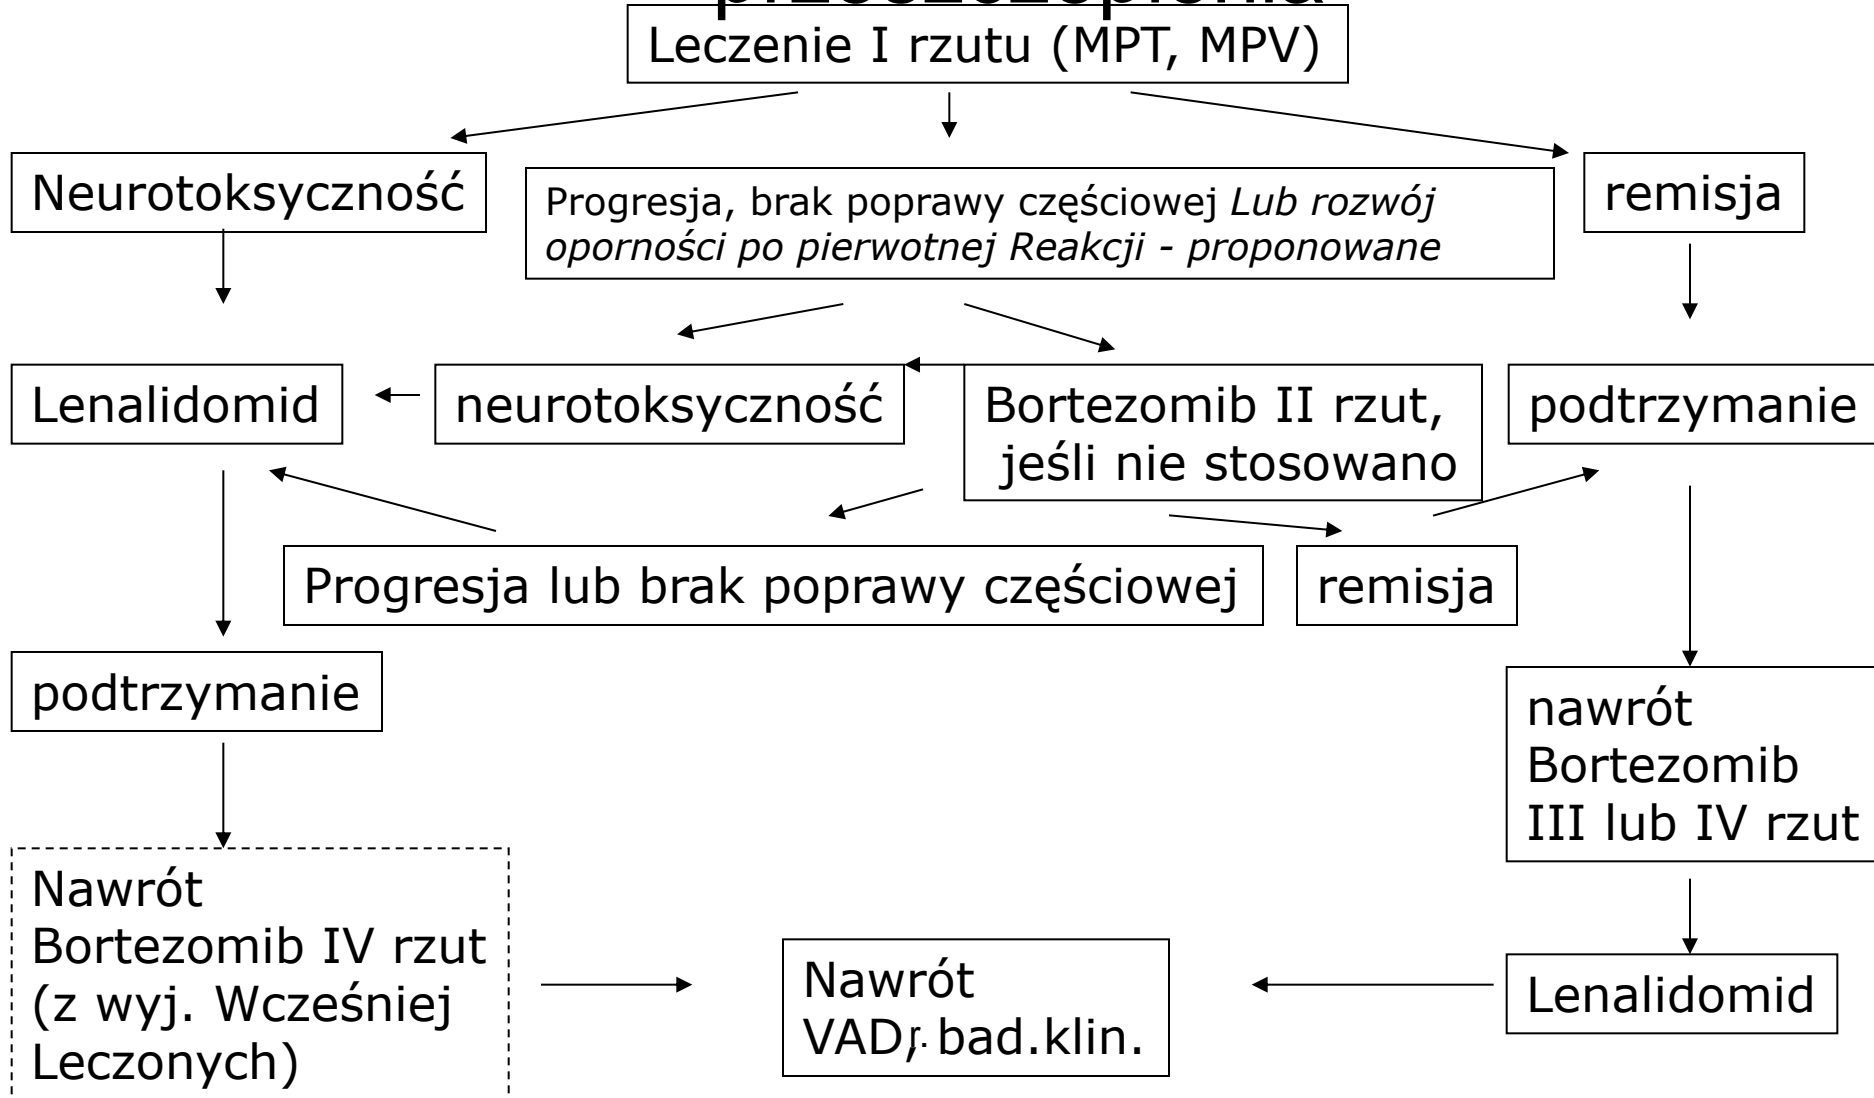 Leczenie I rzutu (MPT, MPV)
Neurotoksyczność
Progresja, brak poprawy częściowej Lub rozwój
oporności po pierwotnej Reakcji - proponowane
remisja
Lenalidomid
neurotoksyczność
Bortezomib II rzut,
jeśli nie stosowano
podtrzymanie
Progresja lub brak poprawy częściowej
remisja
podtrzymanie
nawrót
Bortezomib
III lub IV rzut
Nawrót
Bortezomib IV rzut
(z wyj. Wcześniej
Leczonych)
Nawrót
VAD, bad.klin.
r.
Lenalidomid